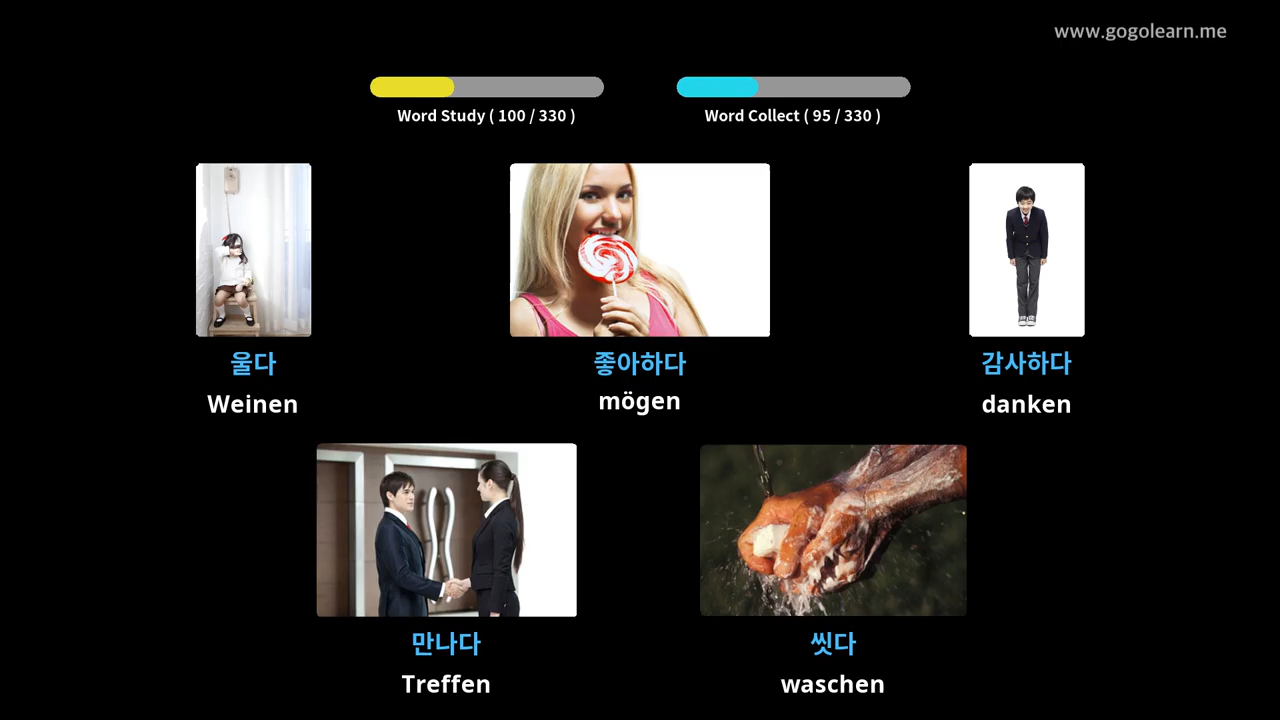 www.gogolearn.me
Word Study ( 100 / 330 )
Word Collect ( 95 / 330 )
울다
좋아하다
감사하다
Weinen
mögen
danken
만나다
씻다
Treffen
waschen